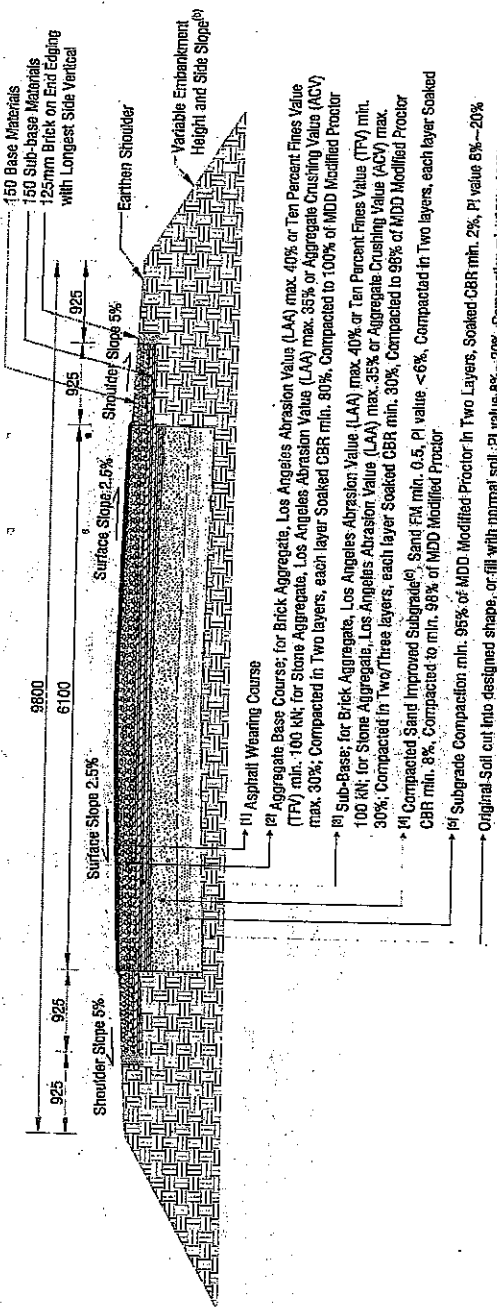 150 Base Materials
150 Sub-base Materials
125mm Brick on End Edging
with Longest Side Vertical
Earthen Shoulder
Variable Embankment
Height and Side Slope(b)
9800
6100
925
925
925
925
Shoulder Slope 5%
Surface Slope 2.5%
Surface Slope 2.5%
Shoulder Slope 5%
[1] Asphalt Wearing Course
[2] Aggregate Base Course; for Brick Aggregate, Los Angeles Abrasion Value (LAA) max. 40% or Ten Percent Fines Value
(TFV) min. 100 kN; for Stone Aggregate, Los Angeles Abrasion Value (LAA) max. 35% or Aggregate Crushing Value (ACV)
max. 30%; Compacted in Two layers, each layer Soaked CBR min. 80%, Compacted to 100% of MDD Modified Proctor
[3] Sub-Base; for Brick Aggregate, Los Angeles Abrasion Value (LAA) max. 40% or Ten Percent Fines Value (TFV) min.
100 kN; for Stone Aggregate, Los Angeles Abrasion Value (LAA) max. 35% or Aggregate Crushing Value (ACV) max.
30%; Compacted in Two/Three layers, each layer Soaked CBR min. 30%, Compacted to 98% of MDD Modified Proctor
[4] Compacted Sand Improved Subgrade(c), Sand FM min. 0.5, PI value <6%, Compacted in Two layers, each layer Soaked
CBR min. 8%, Compacted to min. 98% of MDD Modified Proctor
[5] Subgrade Compaction min. 95% of MDD Modified Proctor in Two Layers, Soaked CBR min. 2%, PI value 8%~20%
Original Soil cut into designed shape, or fill with normal soil; PI value 8%~20%